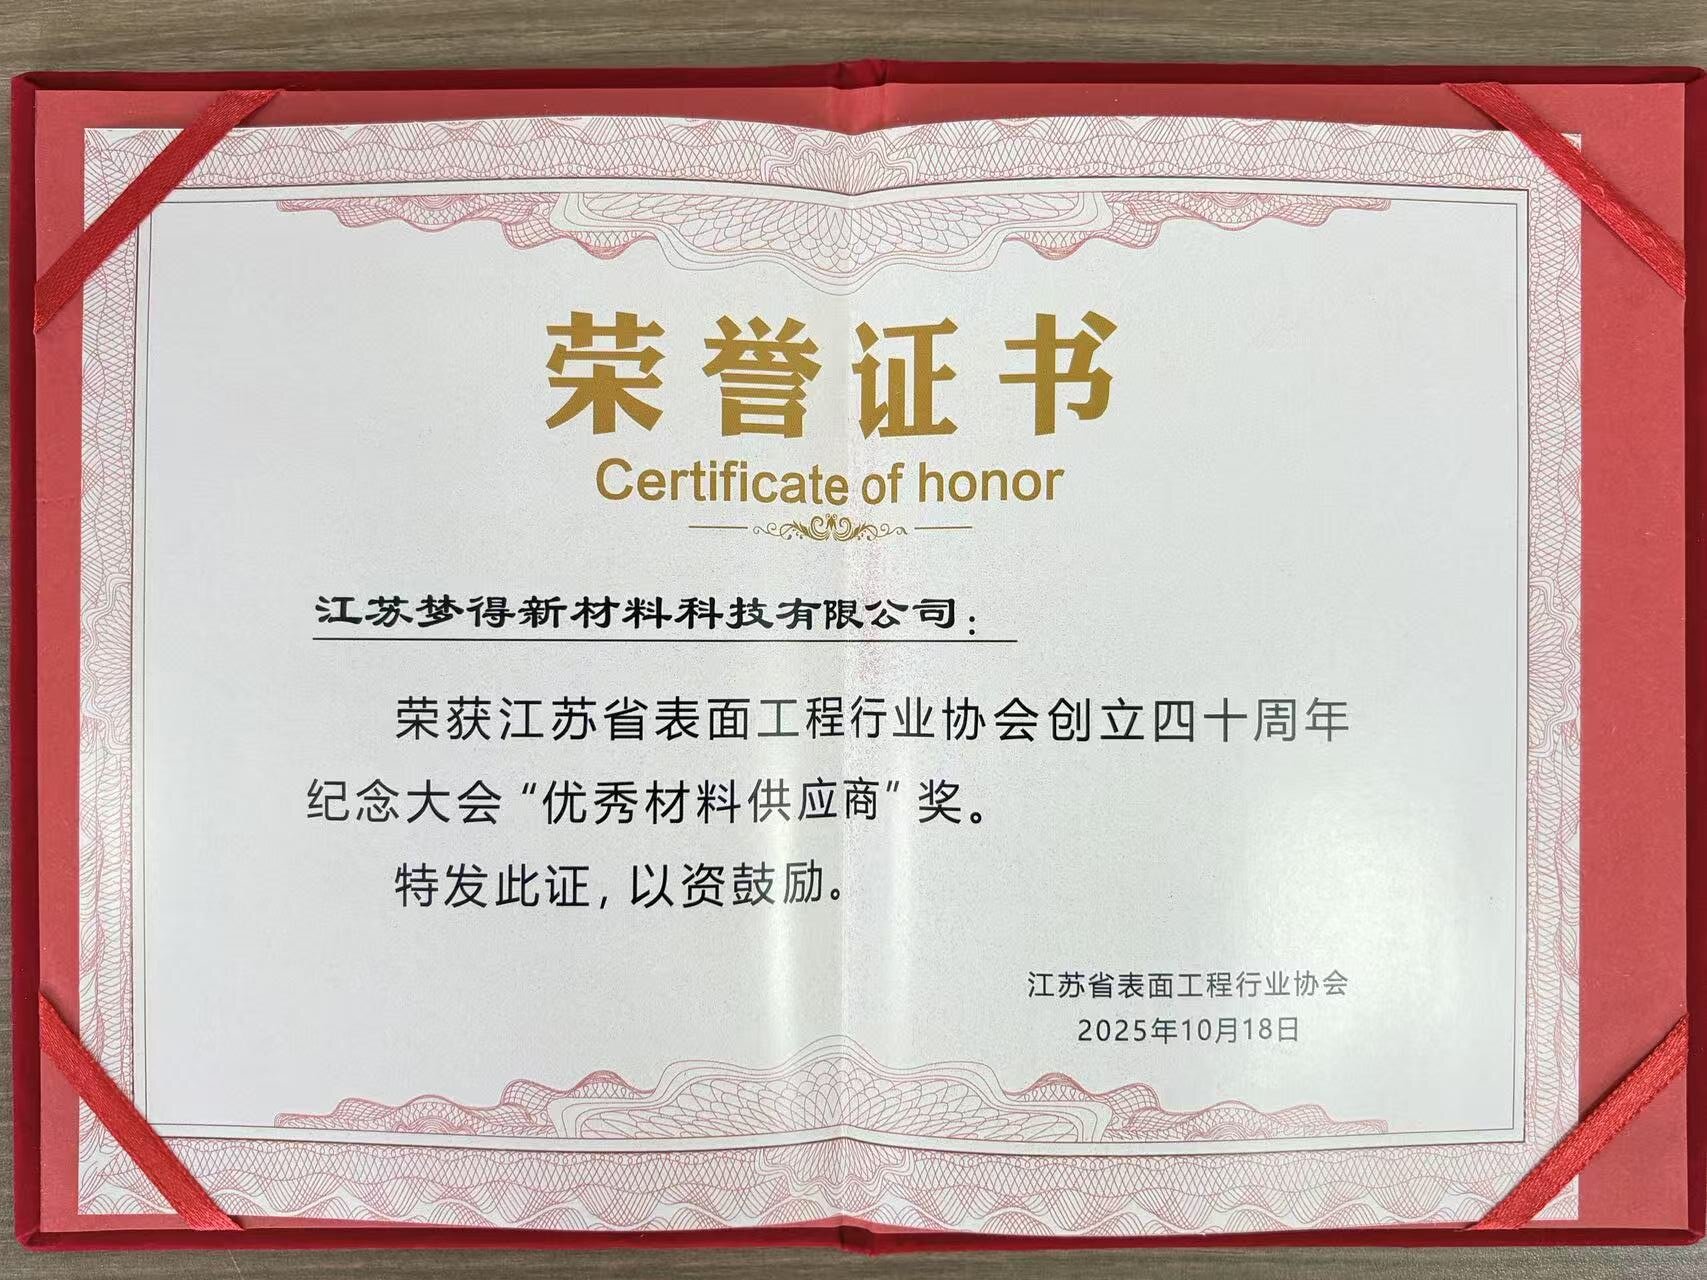 荣誉证书
Certificate of honor
江苏梦得新材料科技有限公司：
荣获江苏省表面工程行业协会创立四十周年
纪念大会“优秀材料供应商”奖。
特发此证，以资鼓励。
江苏省表面工程行业协会
2025年10月18日